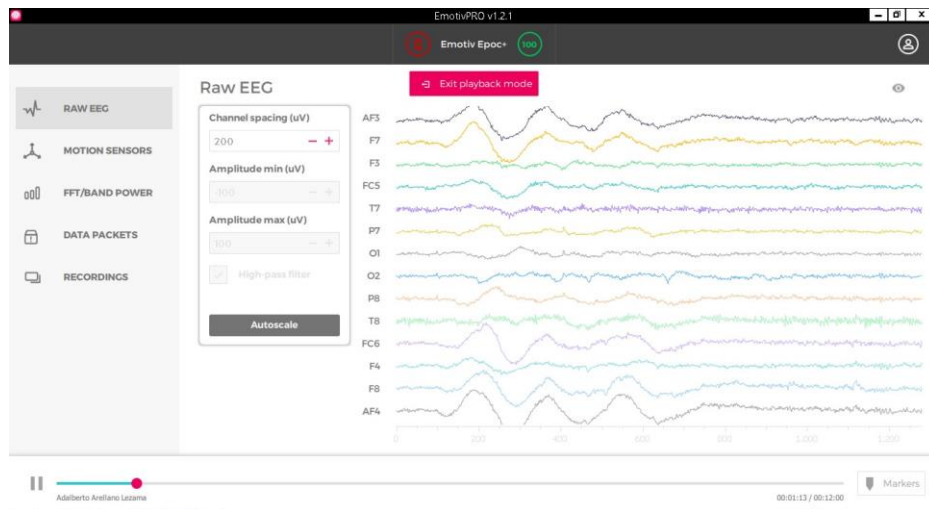 EmotivPRO v1.2.1
Emotiv Epoc+
100
RAW EEG
MOTION SENSORS
FFT/BAND POWER
DATA PACKETS
RECORDINGS
Raw EEG
Exit playback mode
Channel spacing (uV)
200
Amplitude min (uV)
-100
Amplitude max (uV)
100
High-pass filter
Autoscale
AF3
F7
F3
FC5
T7
P7
O1
O2
P8
T8
FC6
F4
F8
AF4
0 200 400 600 800 1,000 1,200
Adalberto Arellano Lezama
00:01:13 / 00:12:00
Markers